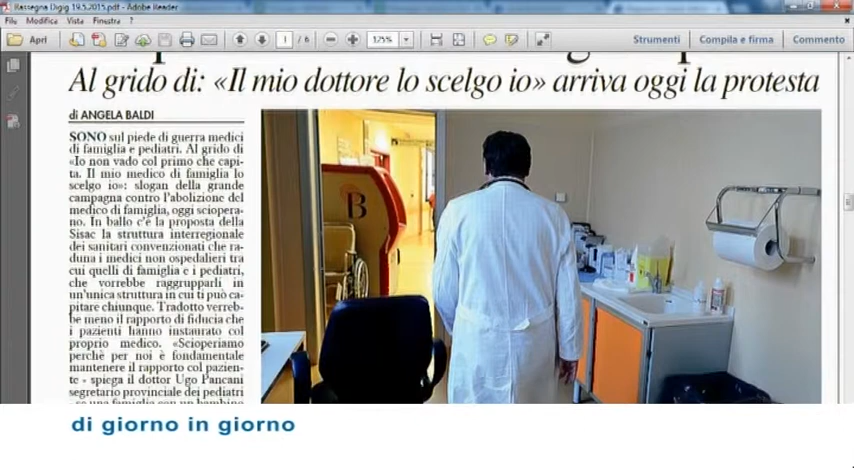 Rassegna Digig 19.5.2015.pdf - Adobe Reader
File Modifica Vista Finestra ?
Apri 1 / 6 125% Strumenti Compila e firma Commento
Al grido di: «Il mio dottore lo scelgo io» arriva oggi la protesta
di ANGELA BALDI
SONO sul piede di guerra medici
di famiglia e pediatri. Al grido di
«Io non vado col primo che capi-
ta. Il mio medico di famiglia lo
scelgo io»: slogan della grande
campagna contro l'abolizione del
medico di famiglia, oggi sciopera-
no. In ballo c'è la proposta della
Sisac la struttura interregionale
dei sanitari convenzionati che ra-
duna i medici non ospedalieri tra
cui quelli di famiglia e i pediatri,
che vorrebbe raggrupparli in
un'unica struttura in cui ti può ca-
pitare chiunque. Tradotto verreb-
be meno il rapporto di fiducia che
i pazienti hanno instaurato col
proprio medico. «Scioperiamo
perchè per noi è fondamentale
mantenere il rapporto col pazien-
te - spiega il dottor Ugo Pancani
segretario provinciale dei pediatri
- se una famiglia con un bambino
B
di giorno in giorno